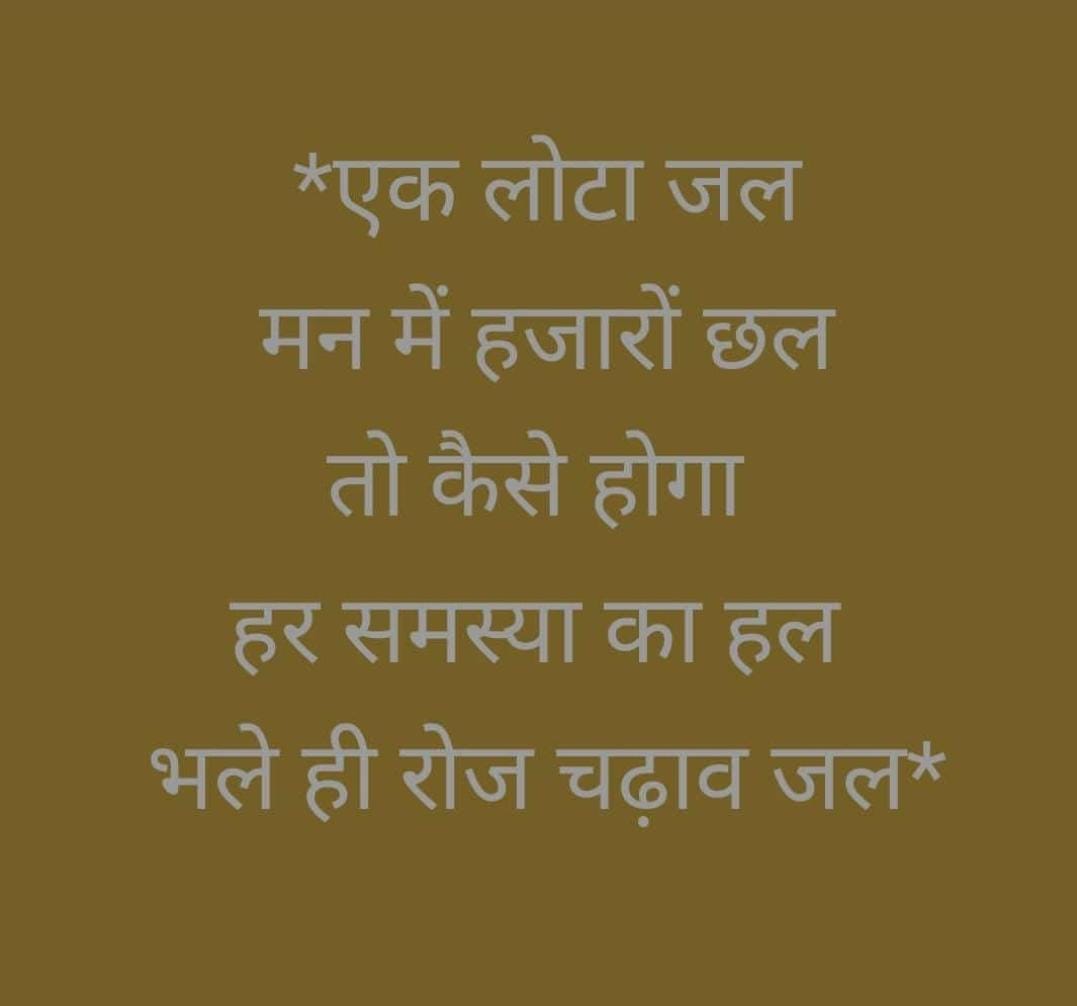 *एक लोटा जल
मन में हजारों छल
तो कैसे होगा
हर समस्या का हल
भले ही रोज चढ़ाव जल*